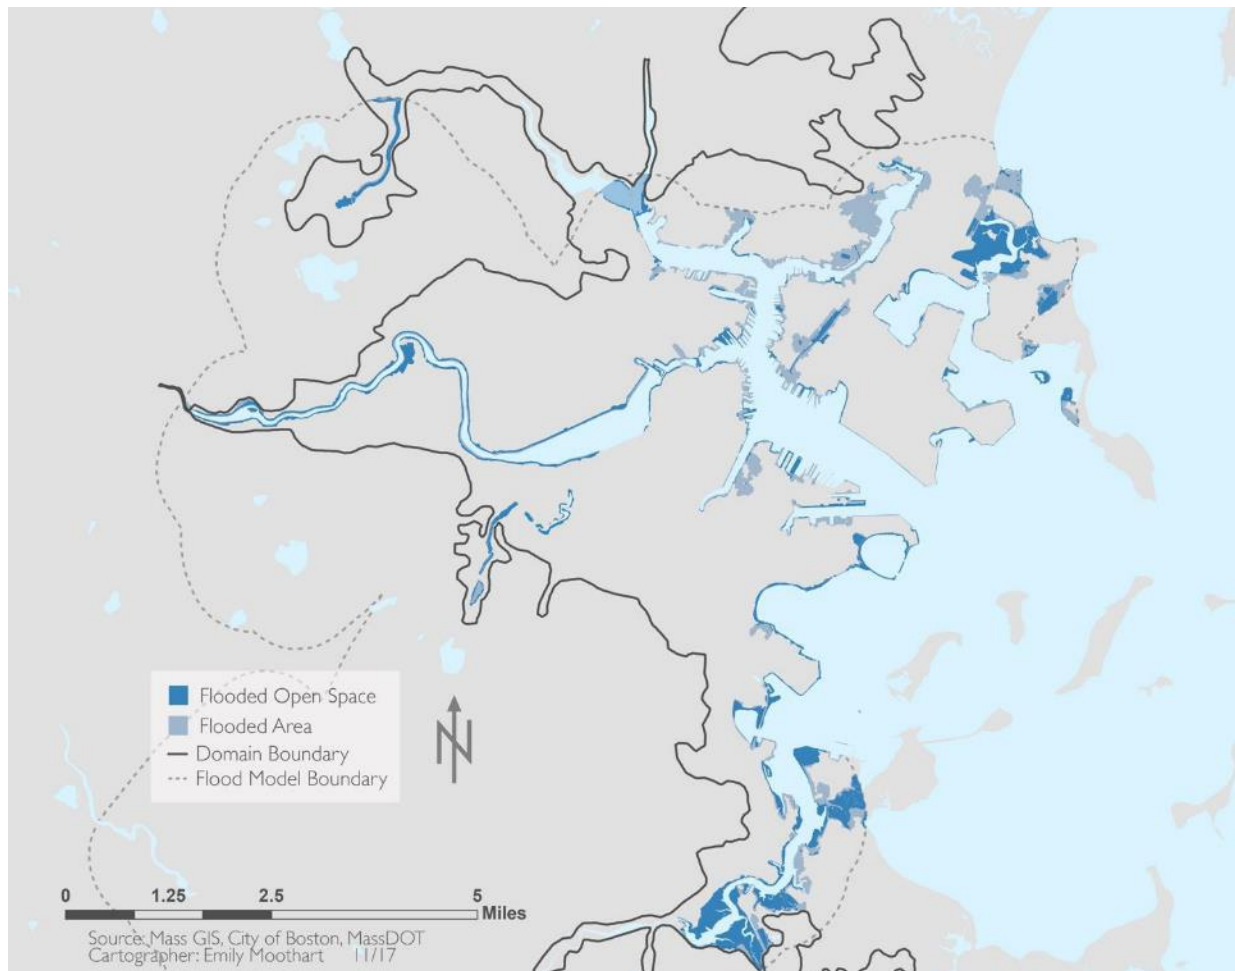 Flooded Open Space
Flooded Area
Domain Boundary
Flood Model Boundary
N
0 1.25 2.5 5
Miles
Source: Mass GIS, City of Boston, MassDOT
Cartographer: Emily Moothart 11/17